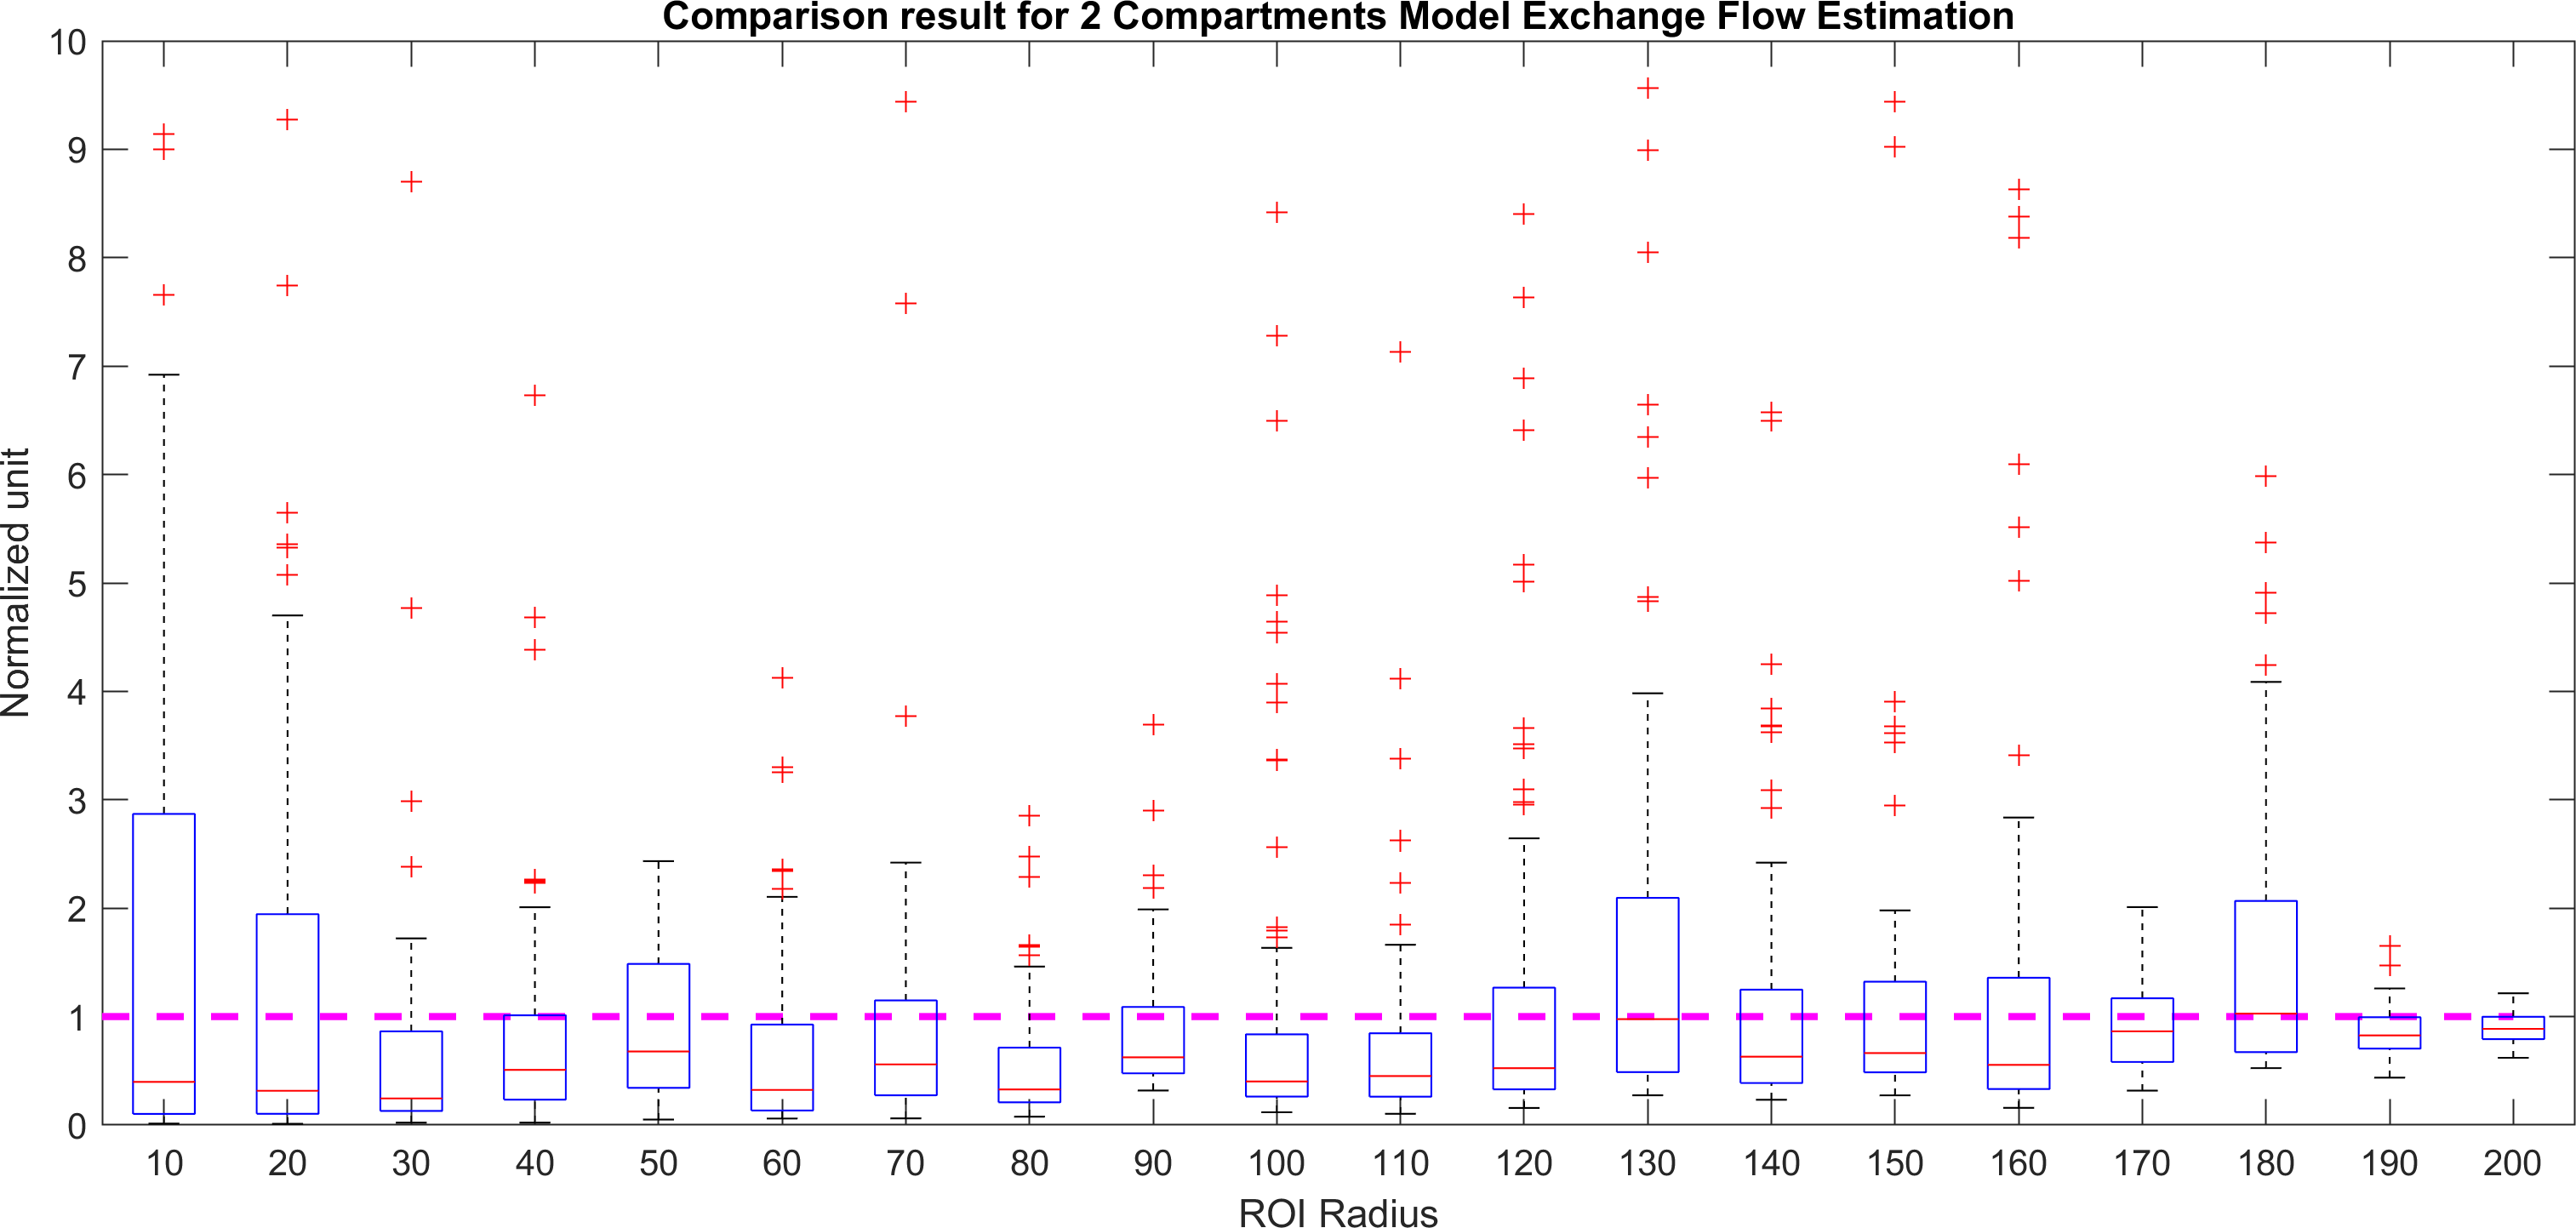 Comparison result for 2 Compartments Model Exchange Flow Estimation
10
9
8
7
6
5
4
3
2
1
0
Normalized unit
10 20 30 40 50 60 70 80 90 100 110 120 130 140 150 160 170 180 190 200
ROI Radius